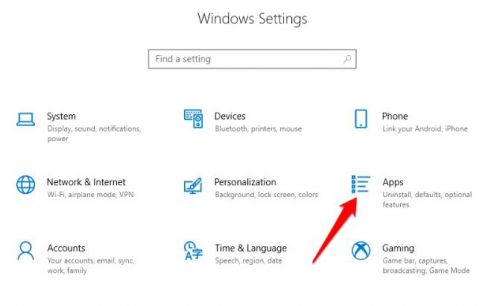 Windows Settings
Find a setting
System
Display, sound, notifications,
power
Devices
Bluetooth, printers, mouse
Phone
Link your Android, iPhone
Network & Internet
Wi-Fi, airplane mode, VPN
Personalization
Background, lock screen, colors
Apps
Uninstall, defaults, optional
features
Accounts
Your accounts, email, sync,
work, family
Time & Language
Speech, region, date
Gaming
Game bar, captures,
broadcasting, Game Mode